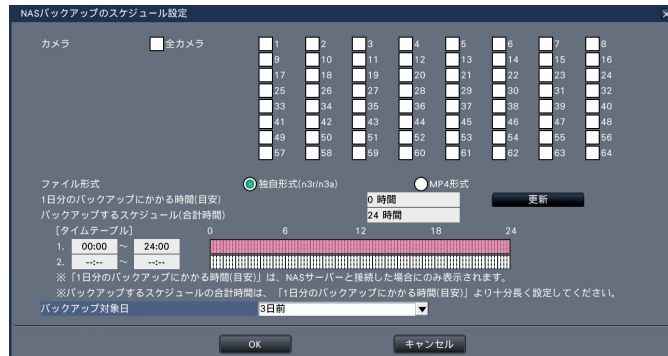 NASバックアップのスケジュール設定
カメラ 全カメラ 1 2 3 4 5 6 7 8
9 10 11 12 13 14 15 16
17 18 19 20 21 22 23 24
25 26 27 28 29 30 31 32
33 34 35 36 37 38 39 40
41 42 43 44 45 46 47 48
49 50 51 52 53 54 55 56
57 58 59 60 61 62 63 64
ファイル形式 独自形式(n3r/n3a) MP4形式
1日分のバックアップにかかる時間(目安) 0 時間 更新
バックアップするスケジュール(合計時間) 24 時間
[タイムテーブル] 0 6 12 18 24
1. 00:00 ～ 24:00
2. --:-- ～ --:--
※「1日分のバックアップにかかる時間(目安)」は、NASサーバーと接続した場合にのみ表示されます。
※バックアップするスケジュールの合計時間は、「1日分のバックアップにかかる時間(目安)」より十分長く設定してください。
バックアップ対象日 3日前
OK キャンセル